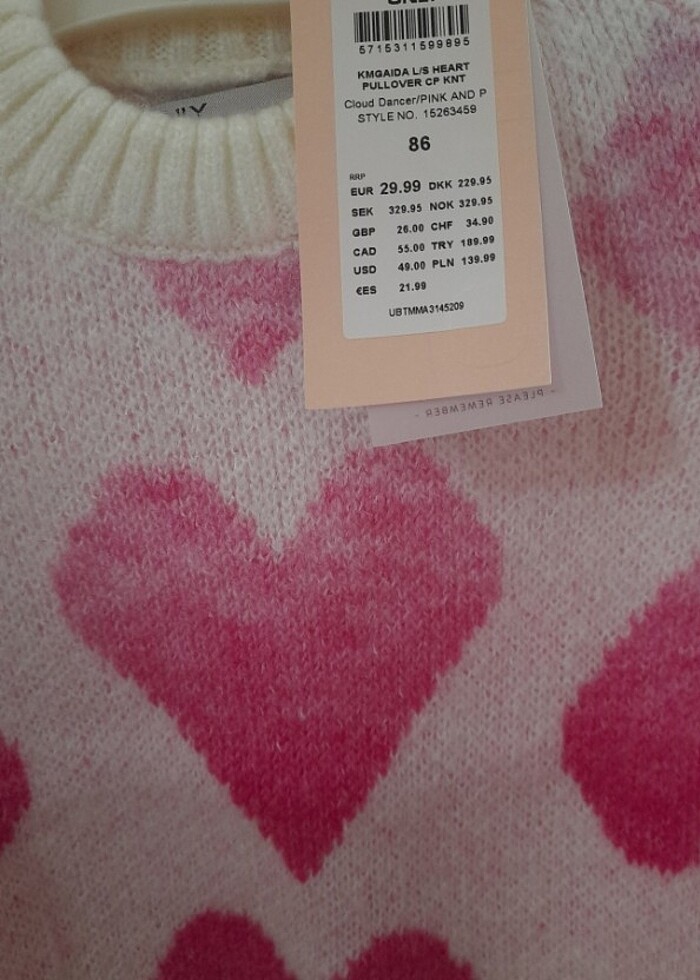 5715311599895
KMGAIDA L/S HEART
PULLOVER CP KNT
Cloud Dancer/PINK AND P
STYLE NO. 15263459
86
RRP
EUR 29.99 DKK 229.95
SEK 329.95 NOK 329.95
GBP 26.00 CHF 34.90
CAD 55.00 TRY 189.99
USD 49.00 PLN 139.99
€ES 21.99
UBTMMA3145209
- PLEASE REMEMBER -